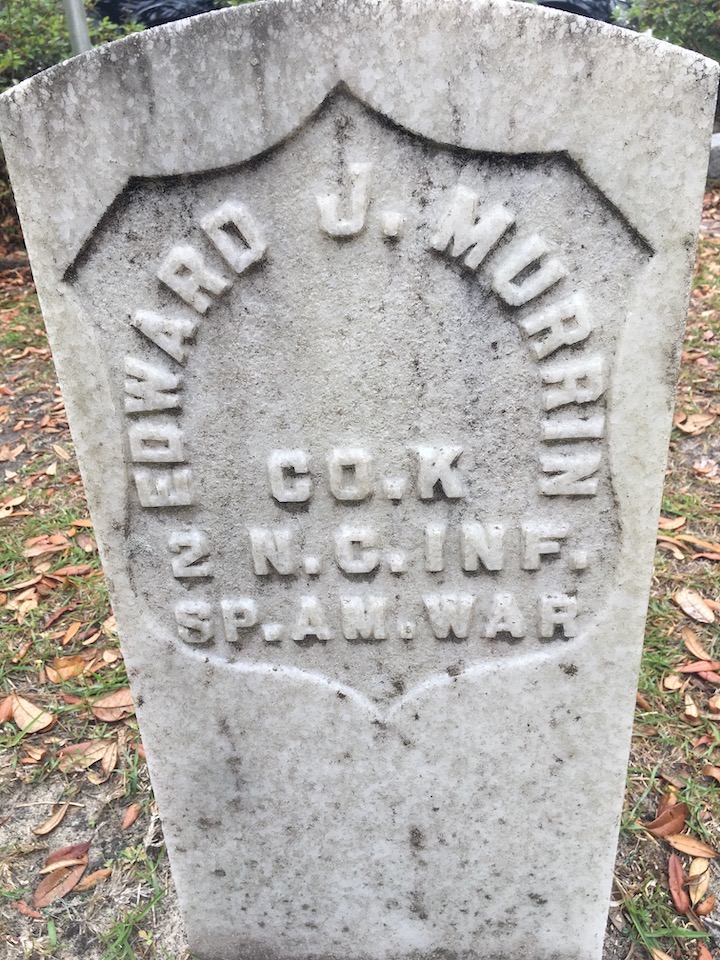 EDWARD J. MURRIN
CO. K
2 N.C. INF.
SP. AM. WAR